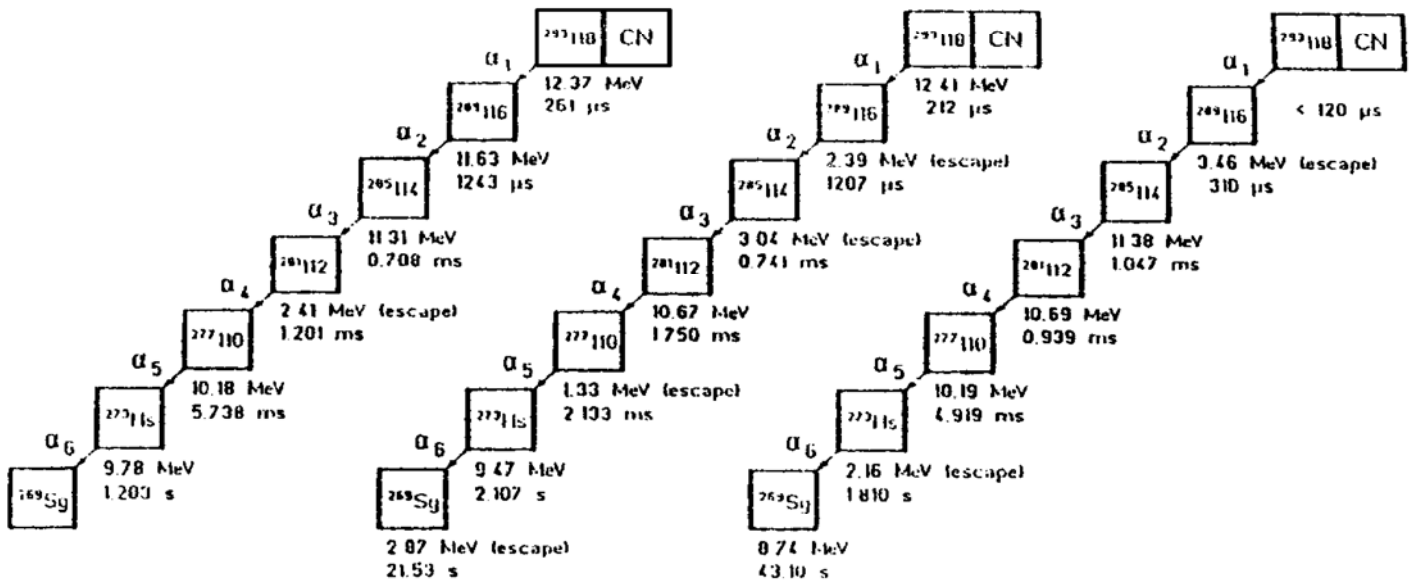 ²⁹³118 CN
α₁
12.37 MeV
261 µs
²⁸⁹116
α₂
11.63 MeV
1243 µs
²⁸⁵114
α₃
11.31 MeV
0.708 ms
²⁸¹112
α₄
2.41 MeV (escape)
1.201 ms
²⁷⁷110
α₅
10.18 MeV
5.738 ms
²⁷³Hs
α₆
9.78 MeV
1.203 s
²⁶⁹Sg
²⁹³118 CN
α₁
12.41 MeV
212 µs
²⁸⁹116
α₂
2.39 MeV (escape)
1207 µs
²⁸⁵114
α₃
3.04 MeV (escape)
0.741 ms
²⁸¹112
α₄
10.67 MeV
1.750 ms
²⁷⁷110
α₅
1.33 MeV (escape)
2.133 ms
²⁷³Hs
α₆
9.47 MeV
2.107 s
²⁶⁹Sg
2.87 MeV (escape)
21.53 s
²⁹³118 CN
α₁
< 120 µs
²⁸⁹116
α₂
3.46 MeV (escape)
310 µs
²⁸⁵114
α₃
11.38 MeV
1.047 ms
²⁸¹112
α₄
10.69 MeV
0.939 ms
²⁷⁷110
α₅
10.19 MeV
4.919 ms
²⁷³Hs
α₆
2.16 MeV (escape)
1.810 s
²⁶⁹Sg
8.74 MeV
43.10 s